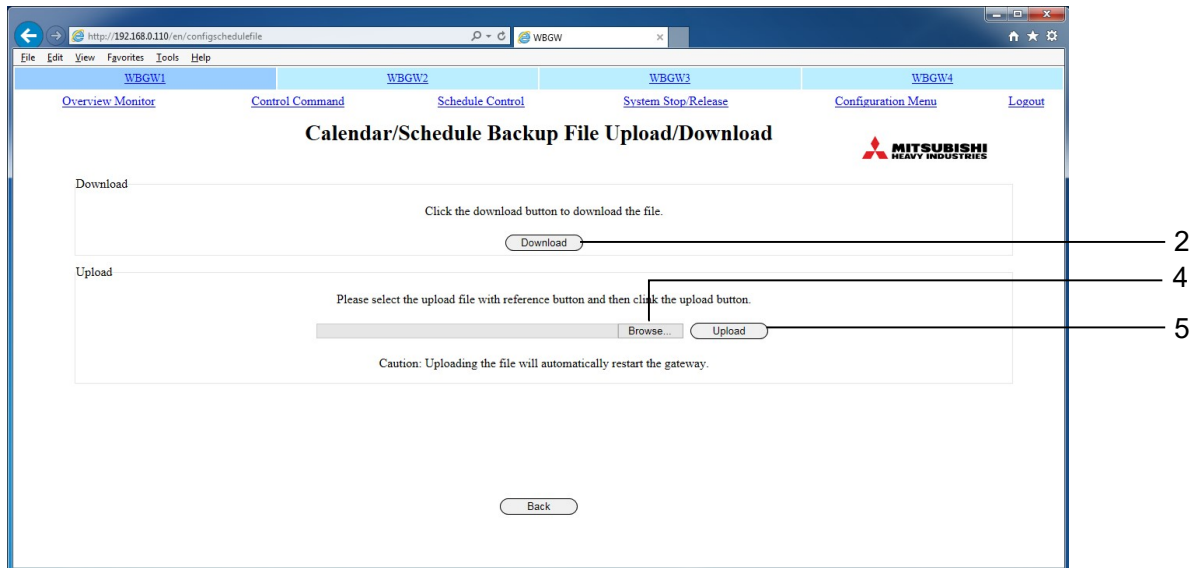 http://192.168.0.110/en/configschedulefile WBGW
File Edit View Favorites Tools Help
WBGW1 WBGW2 WBGW3 WBGW4
Overview Monitor Control Command Schedule Control System Stop/Release Configuration Menu Logout
Calendar/Schedule Backup File Upload/Download
MITSUBISHI
HEAVY INDUSTRIES
Download
Click the download button to download the file.
Download 2
Upload
4
Please select the upload file with reference button and then clink the upload button.
Browse... Upload 5
Caution: Uploading the file will automatically restart the gateway.
Back